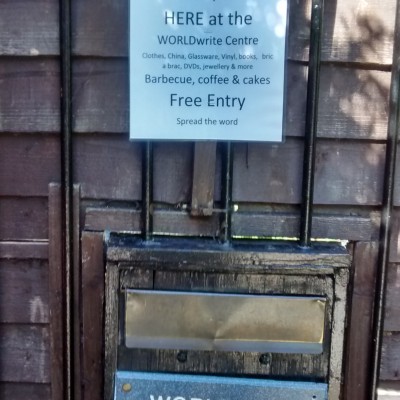 HERE at the
WORLDwrite Centre
Clothes, China, Glassware, Vinyl, books, bric
a brac, DVDs, jewellery & more
Barbecue, coffee & cakes
Free Entry
Spread the word